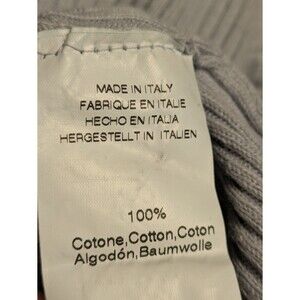 MADE IN ITALY
FABRIQUE EN ITALIE
HECHO EN ITALIA
HERGESTELLT IN ITALIEN
100%
Cotone,Cotton,Coton
Algodón,Baumwolle